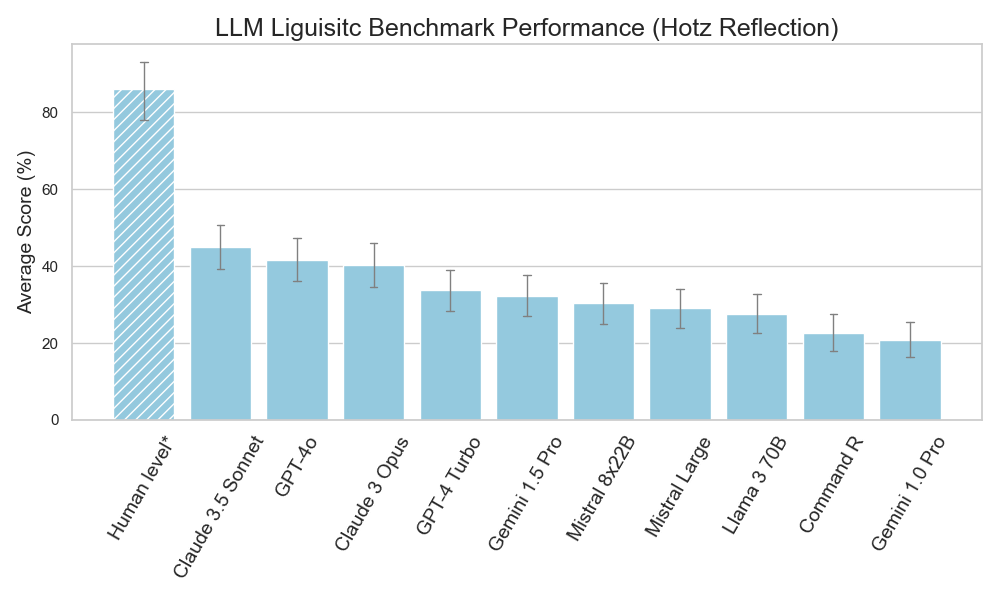 LLM Liguisitc Benchmark Performance (Hotz Reflection)
Average Score (%)
80
60
40
20
0
Human level*
Claude 3.5 Sonnet
GPT-4o
Claude 3 Opus
GPT-4 Turbo
Gemini 1.5 Pro
Mistral 8x22B
Mistral Large
Llama 3 70B
Command R
Gemini 1.0 Pro